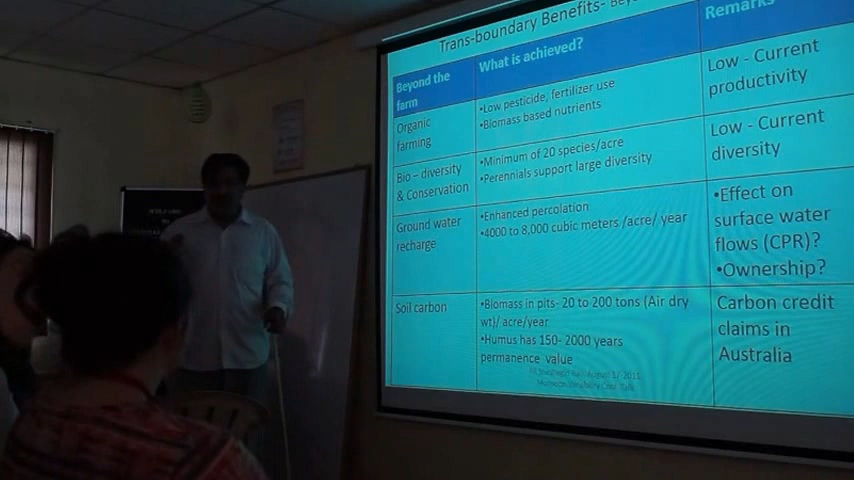 Trans-boundary Benefits- Beyo
Beyond the
farm
What is achieved?
Remarks
Organic
farming
•Low pesticide, fertilizer use
•Biomass based nutrients
Low - Current
productivity
Bio – diversity
& Conservation
•Minimum of 20 species/acre
•Perennials support large diversity
Low - Current
diversity
Ground water
recharge
•Enhanced percolation
•4000 to 8,000 cubic meters /acre/ year
•Effect on
surface water
flows (CPR)?
•Ownership?
Soil carbon
•Biomass in pits- 20 to 200 tons (Air dry
wt)/ acre/year
•Humus has 150- 2000 years
permanence value
Carbon credit
claims in
Australia